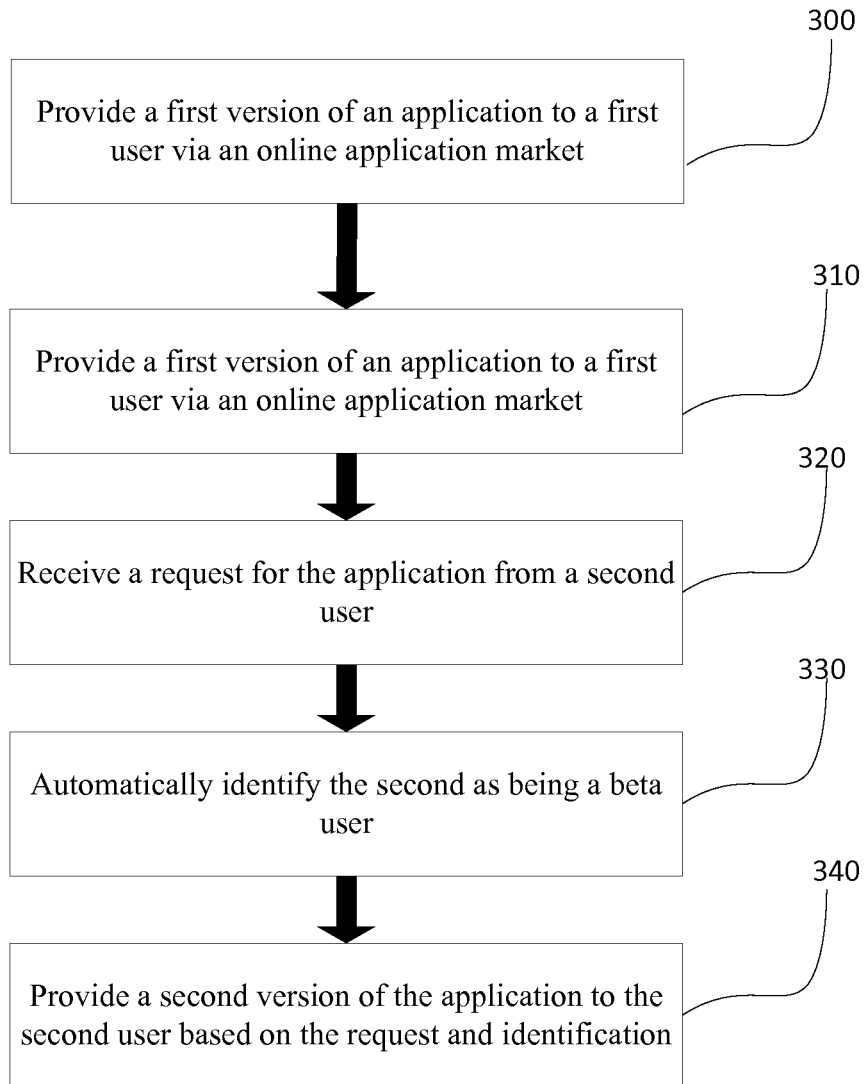 300
Provide a first version of an application to a first
user via an online application market
310
Provide a first version of an application to a first
user via an online application market
320
Receive a request for the application from a second
user
330
Automatically identify the second as being a beta
user
340
Provide a second version of the application to the
second user based on the request and identification